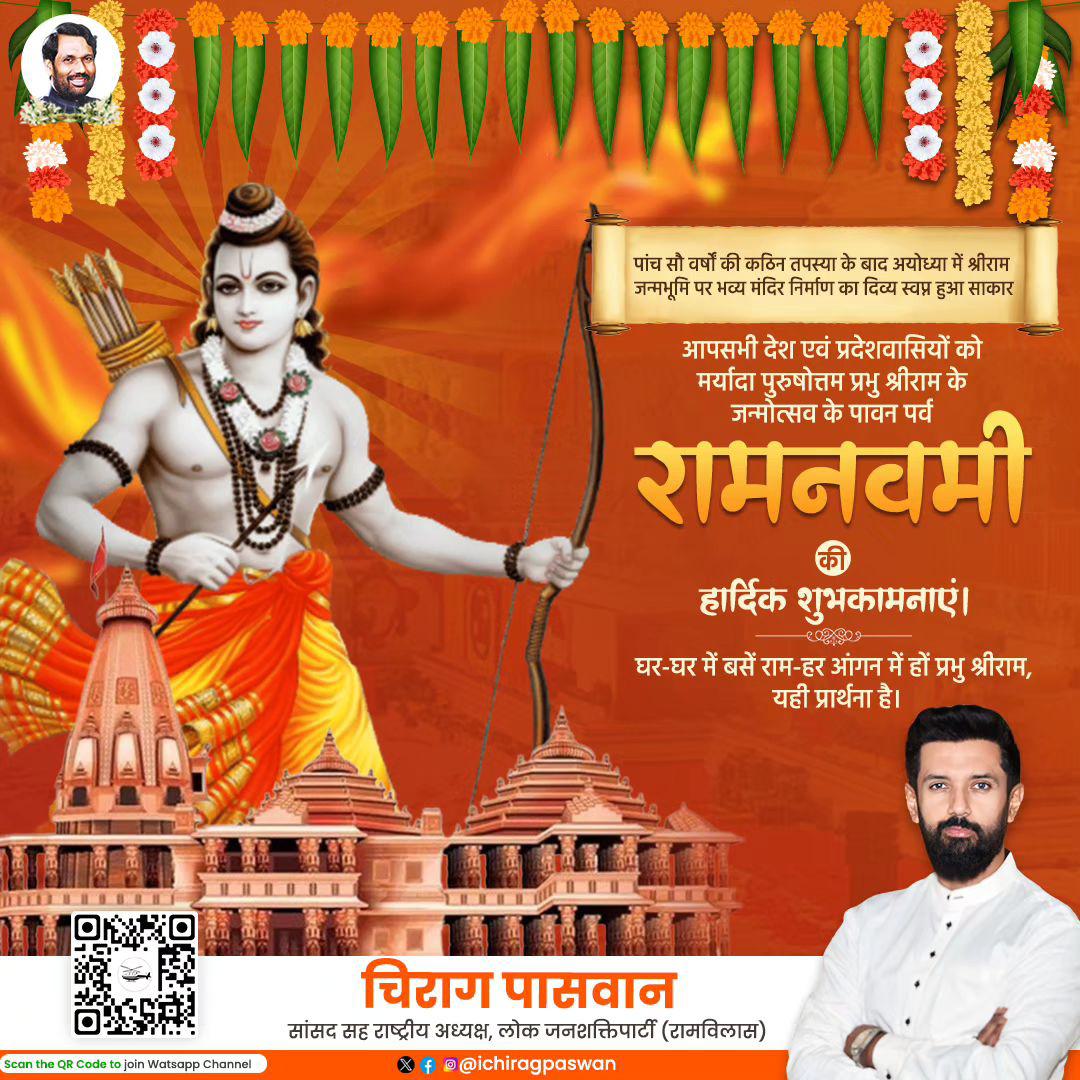 पांच सौ वर्षों की कठिन तपस्या के बाद अयोध्या में श्रीराम
जन्मभूमि पर भव्य मंदिर निर्माण का दिव्य स्वप्न हुआ साकार
आपसभी देश एवं प्रदेशवासियों को
मर्यादा पुरुषोत्तम प्रभु श्रीराम के
जन्मोत्सव के पावन पर्व
रामनवमी
की
हार्दिक शुभकामनाएं।
घर-घर में बसें राम-हर आंगन में हों प्रभु श्रीराम,
यही प्रार्थना है।
चिराग पासवान
सांसद सह राष्ट्रीय अध्यक्ष, लोक जनशक्तिपार्टी (रामविलास)
Scan the QR Code to join Watsapp Channel
@ichiragpaswan